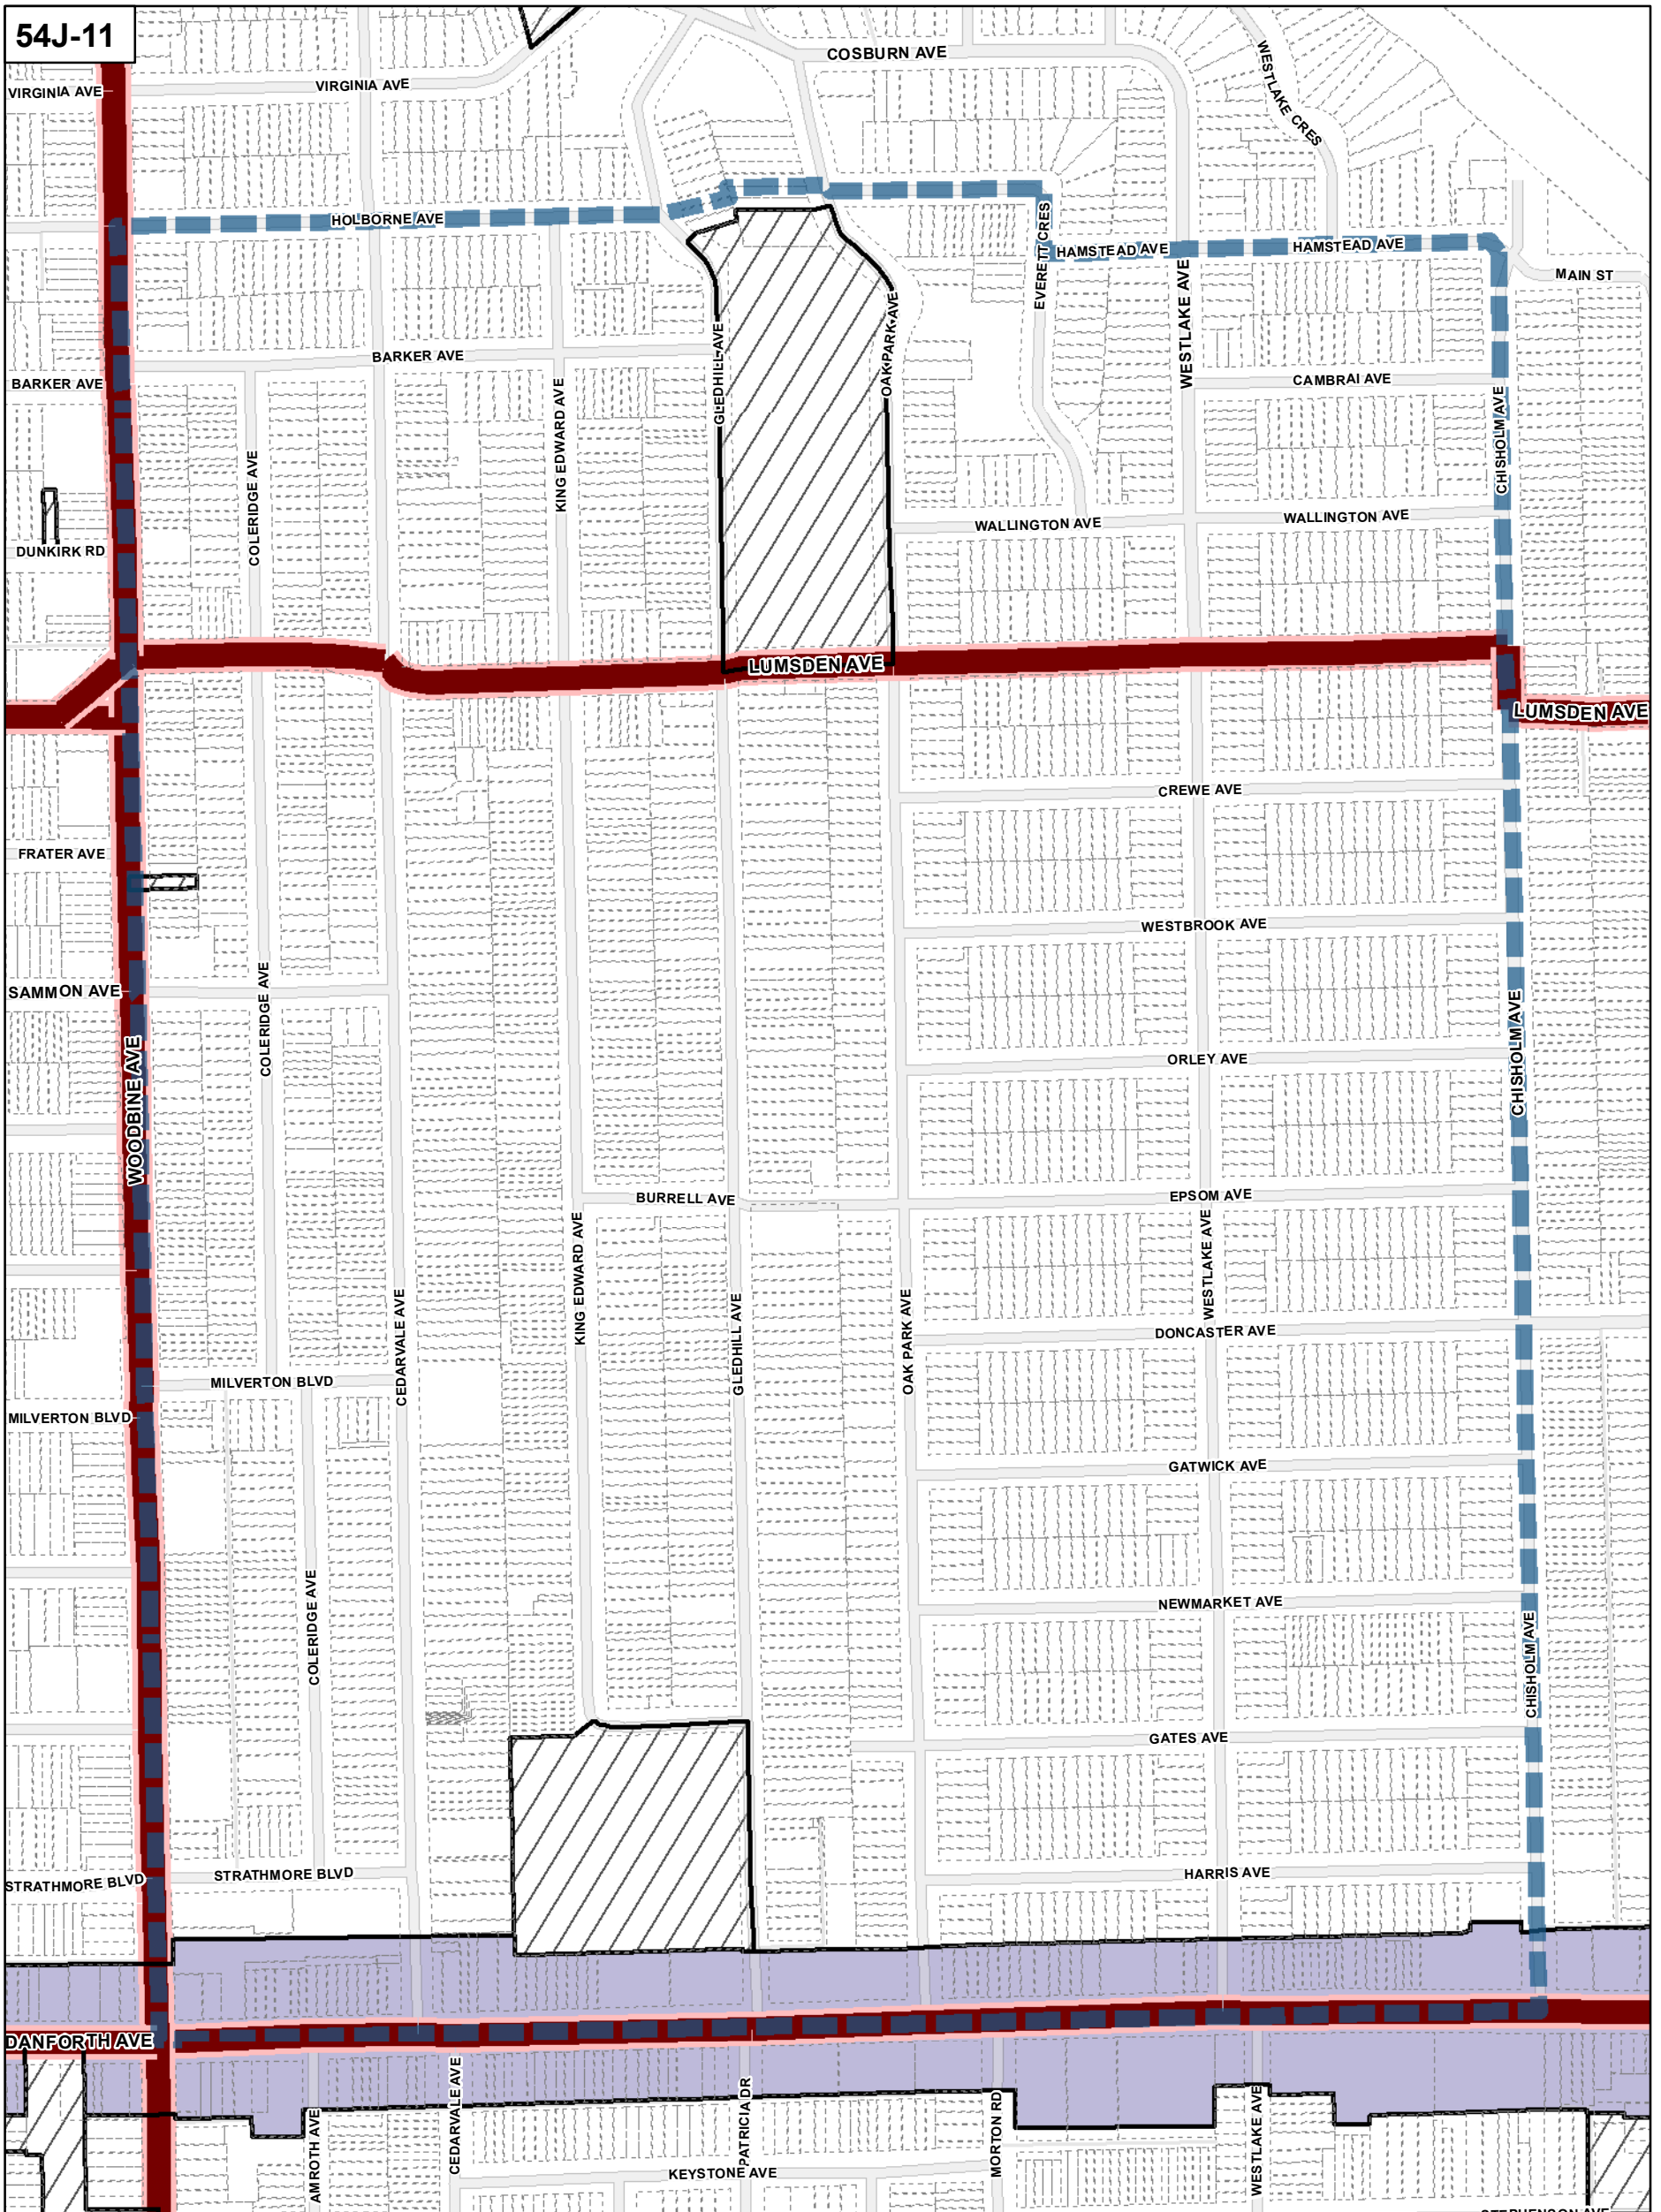 54J-11
COSBURN AVE
WESTLAKE CRES
VIRGINIA AVE
VIRGINIA AVE
HOLBORNE AVE
EVERETT CRES
HAMSTEAD AVE
HAMSTEAD AVE
MAIN ST
WESTLAKE AVE
OAK PARK AVE
GLEDHILL AVE
BARKER AVE
BARKER AVE
CAMBRAI AVE
CHISHOLM AVE
KING EDWARD AVE
COLERIDGE AVE
WALLINGTON AVE
WALLINGTON AVE
DUNKIRK RD
LUMSDEN AVE
LUMSDEN AVE
CREWE AVE
FRATER AVE
WESTBROOK AVE
SAMMON AVE
COLERIDGE AVE
CHISHOLM AVE
WOODBINE AVE
ORLEY AVE
BURRELL AVE
EPSOM AVE
KING EDWARD AVE
WESTLAKE AVE
CEDARVALE AVE
GLEDHILL AVE
OAK PARK AVE
DONCASTER AVE
MILVERTON BLVD
MILVERTON BLVD
GATWICK AVE
COLERIDGE AVE
NEWMARKET AVE
CHISHOLM AVE
GATES AVE
STRATHMORE BLVD
STRATHMORE BLVD
HARRIS AVE
DANFORTH AVE
AMROTH AVE
CEDARVALE AVE
PATRICIA DR
MORTON RD
WESTLAKE AVE
KEYSTONE AVE
STEPHENSON AVE